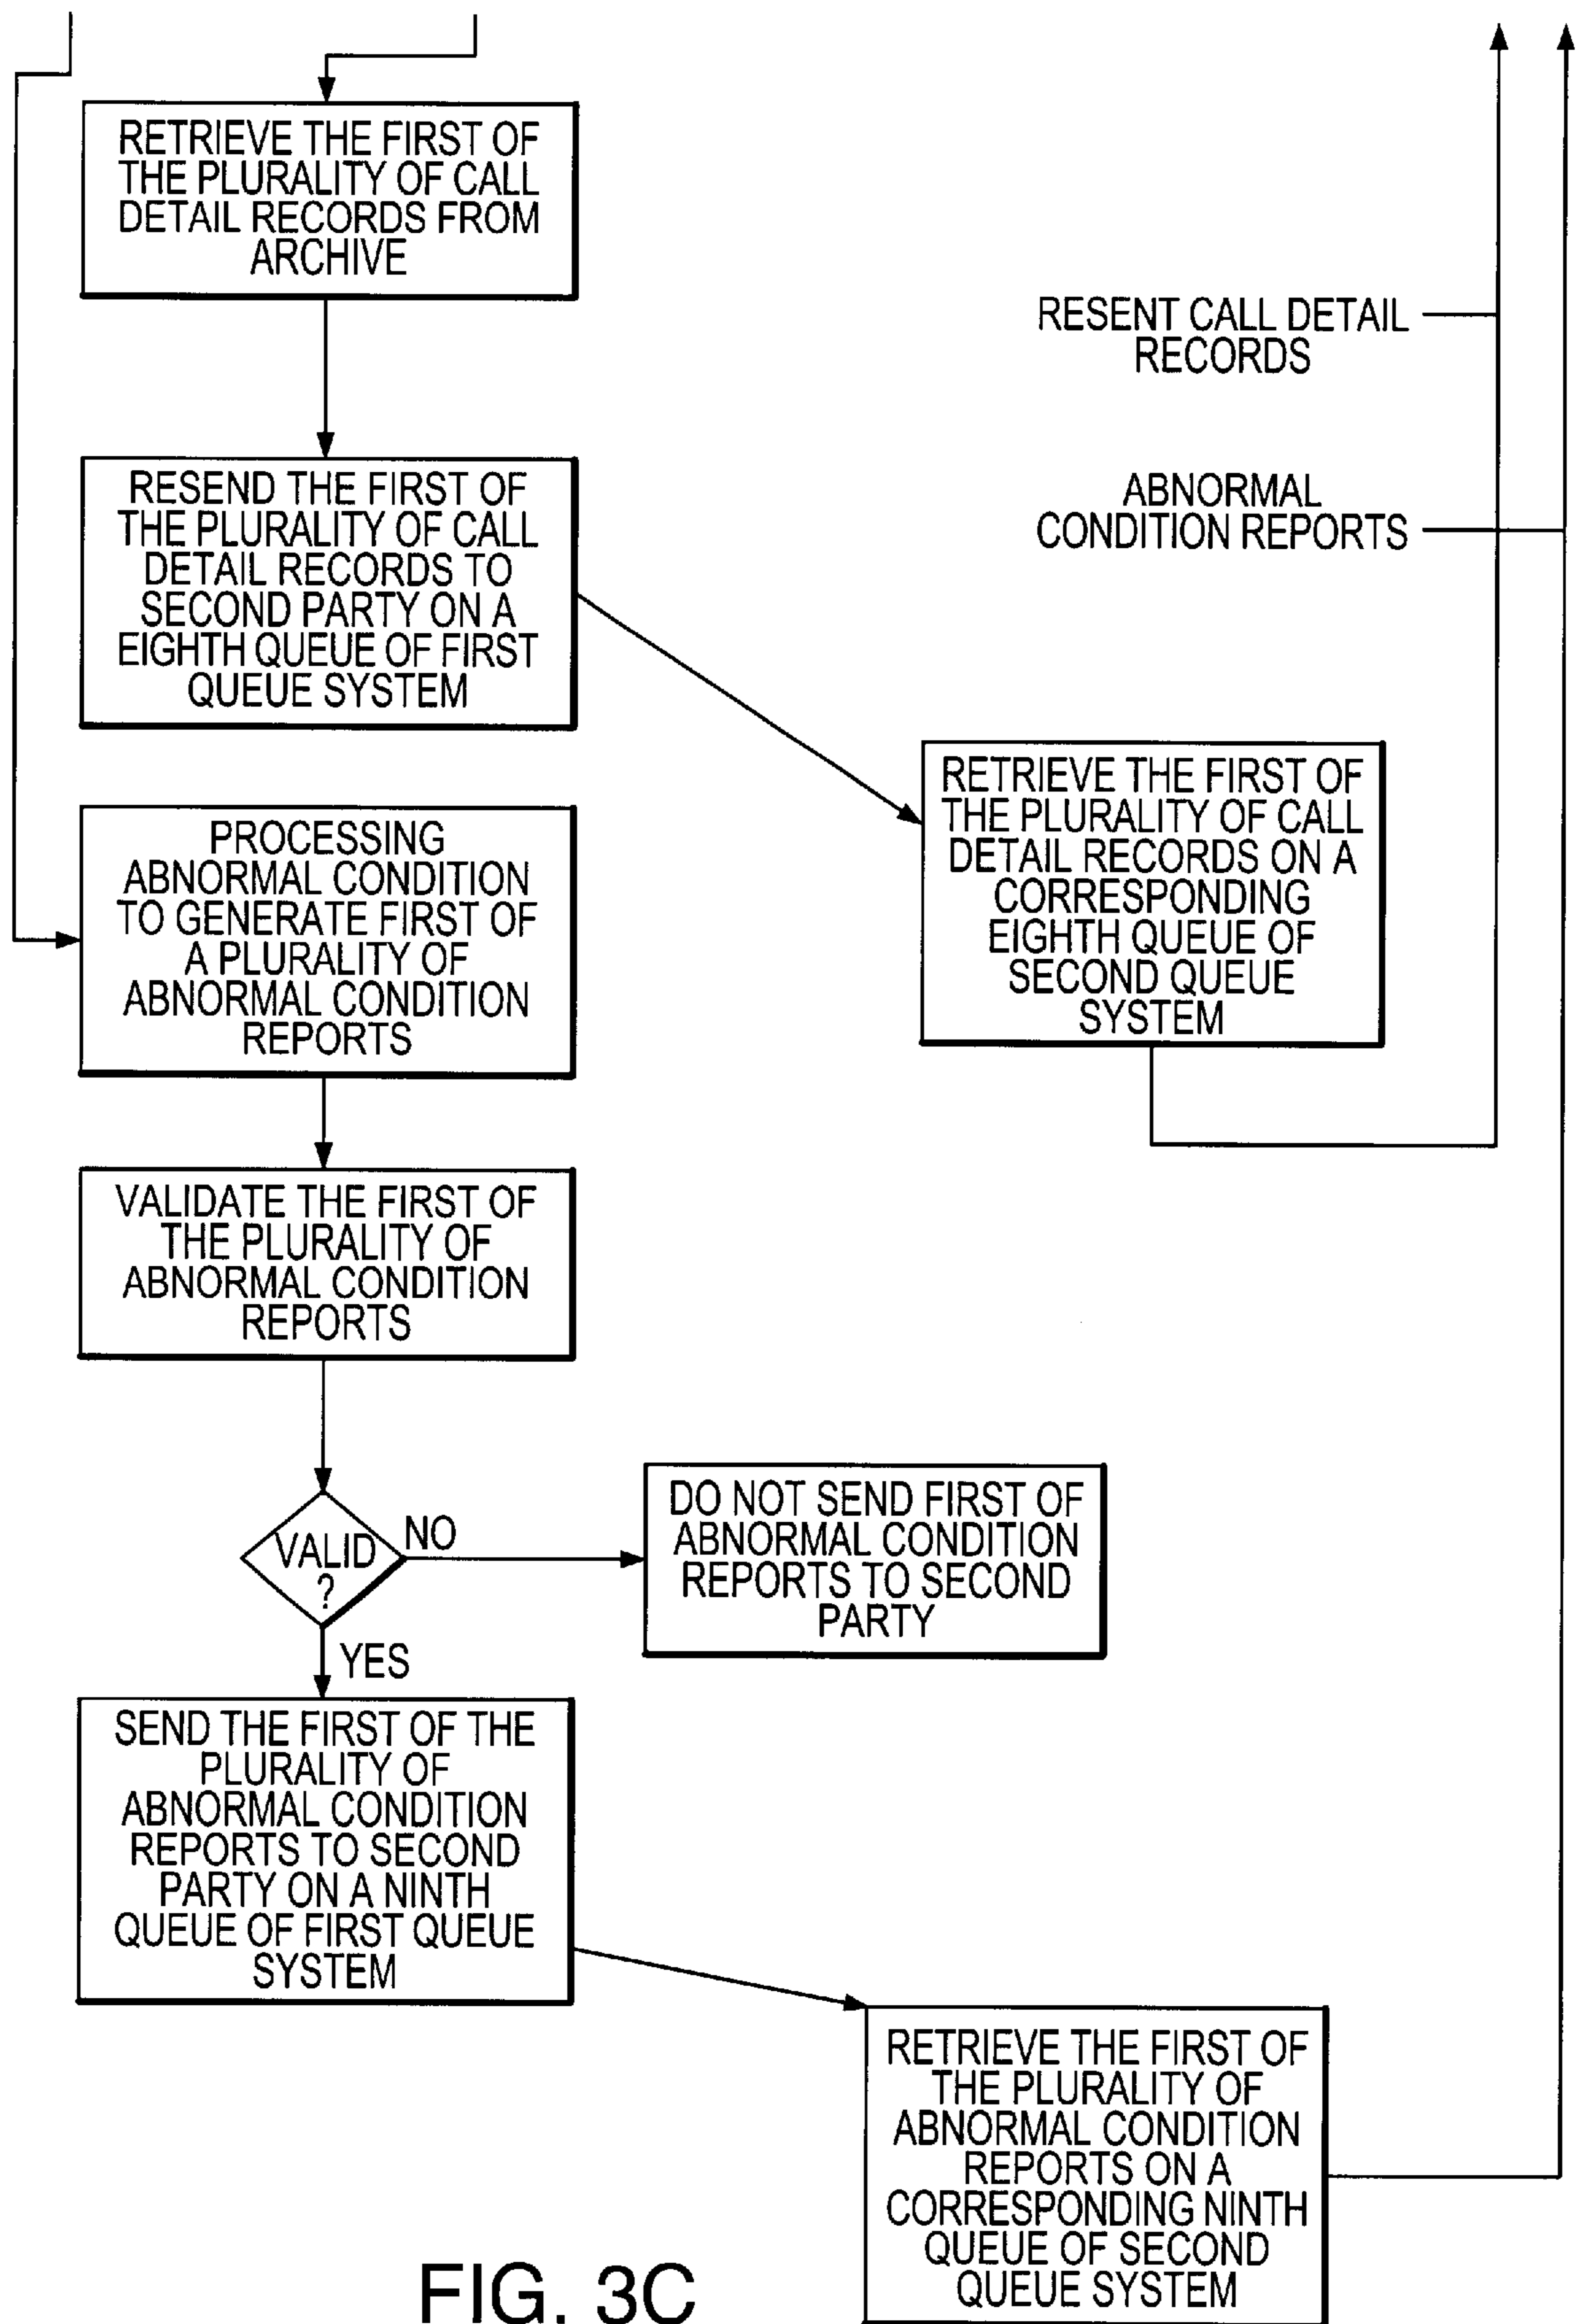 RETRIEVE THE FIRST OF
THE PLURALITY OF CALL
DETAIL RECORDS FROM
ARCHIVE
RESENT CALL DETAIL
RECORDS
RESEND THE FIRST OF
THE PLURALITY OF CALL
DETAIL RECORDS TO
SECOND PARTY ON A
EIGHTH QUEUE OF FIRST
QUEUE SYSTEM
ABNORMAL
CONDITION REPORTS
RETRIEVE THE FIRST OF
THE PLURALITY OF CALL
DETAIL RECORDS ON A
CORRESPONDING
EIGHTH QUEUE OF
SECOND QUEUE
SYSTEM
PROCESSING
ABNORMAL CONDITION
TO GENERATE FIRST OF
A PLURALITY OF
ABNORMAL CONDITION
REPORTS
VALIDATE THE FIRST OF
THE PLURALITY OF
ABNORMAL CONDITION
REPORTS
VALID
?
NO
DO NOT SEND FIRST OF
ABNORMAL CONDITION
REPORTS TO SECOND
PARTY
YES
SEND THE FIRST OF THE
PLURALITY OF
ABNORMAL CONDITION
REPORTS TO SECOND
PARTY ON A NINTH
QUEUE OF FIRST QUEUE
SYSTEM
RETRIEVE THE FIRST OF
THE PLURALITY OF
ABNORMAL CONDITION
REPORTS ON A
CORRESPONDING NINTH
QUEUE OF SECOND
QUEUE SYSTEM
FIG. 3C